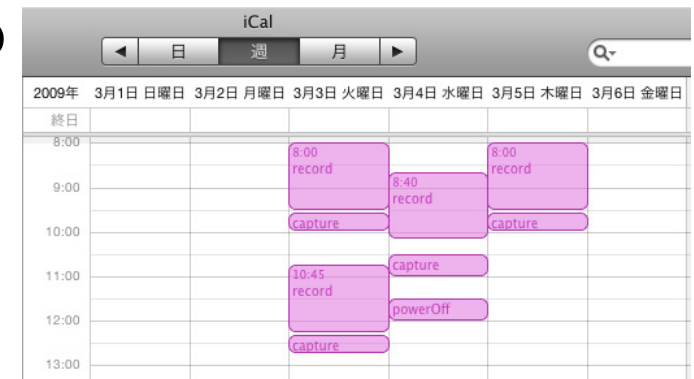 iCal
日 週 月
2009年 3月1日 日曜日 3月2日 月曜日 3月3日 火曜日 3月4日 水曜日 3月5日 木曜日 3月6日 金曜日
終日
8:00
8:00
record
8:00
record
8:40
record
9:00
capture
capture
10:00
capture
10:45
record
11:00
powerOff
12:00
capture
13:00